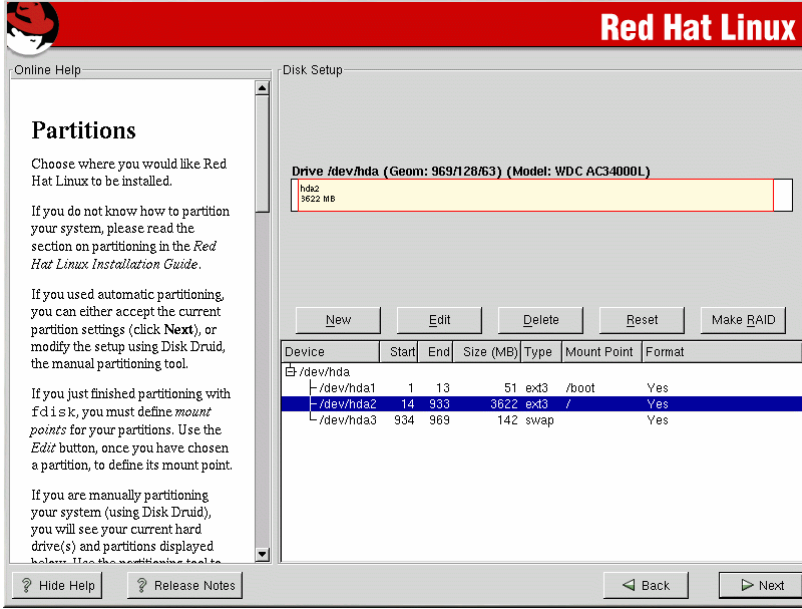 Red Hat Linux
Online Help
Partitions
Choose where you would like Red
Hat Linux to be installed.
If you do not know how to partition
your system, please read the
section on partitioning in the Red
Hat Linux Installation Guide.
If you used automatic partitioning,
you can either accept the current
partition settings (click Next), or
modify the setup using Disk Druid,
the manual partitioning tool.
If you just finished partitioning with
fdisk, you must define mount
points for your partitions. Use the
Edit button, once you have chosen
a partition, to define its mount point.
If you are manually partitioning
your system (using Disk Druid),
you will see your current hard
drive(s) and partitions displayed
below. Use the partitioning tool to
Disk Setup
Drive /dev/hda (Geom: 969/128/63) (Model: WDC AC34000L)
hda2
3622 MB
New Edit Delete Reset Make RAID
Device Start End Size (MB) Type Mount Point Format
/dev/hda
/dev/hda1 1 13 51 ext3 /boot Yes
/dev/hda2 14 933 3622 ext3 / Yes
/dev/hda3 934 969 142 swap Yes
Hide Help Release Notes Back Next